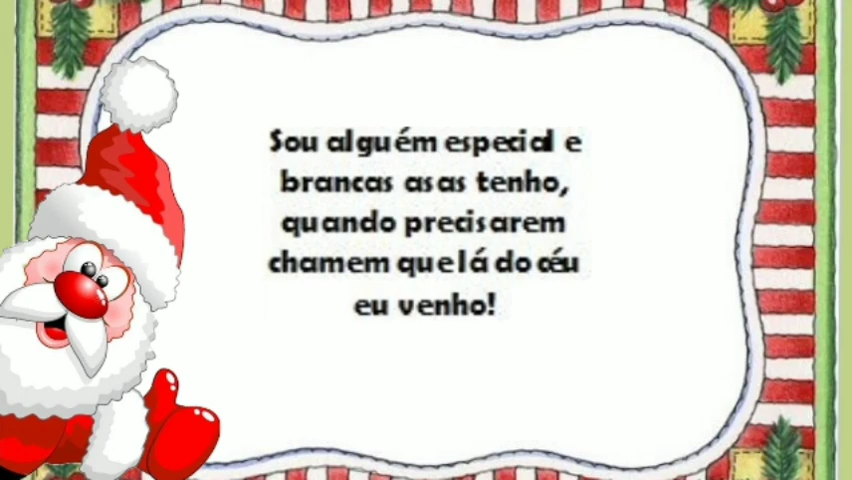 Sou alguém especial e
brancas asas tenho,
quando precisarem
chamem que lá do céu
eu venho!